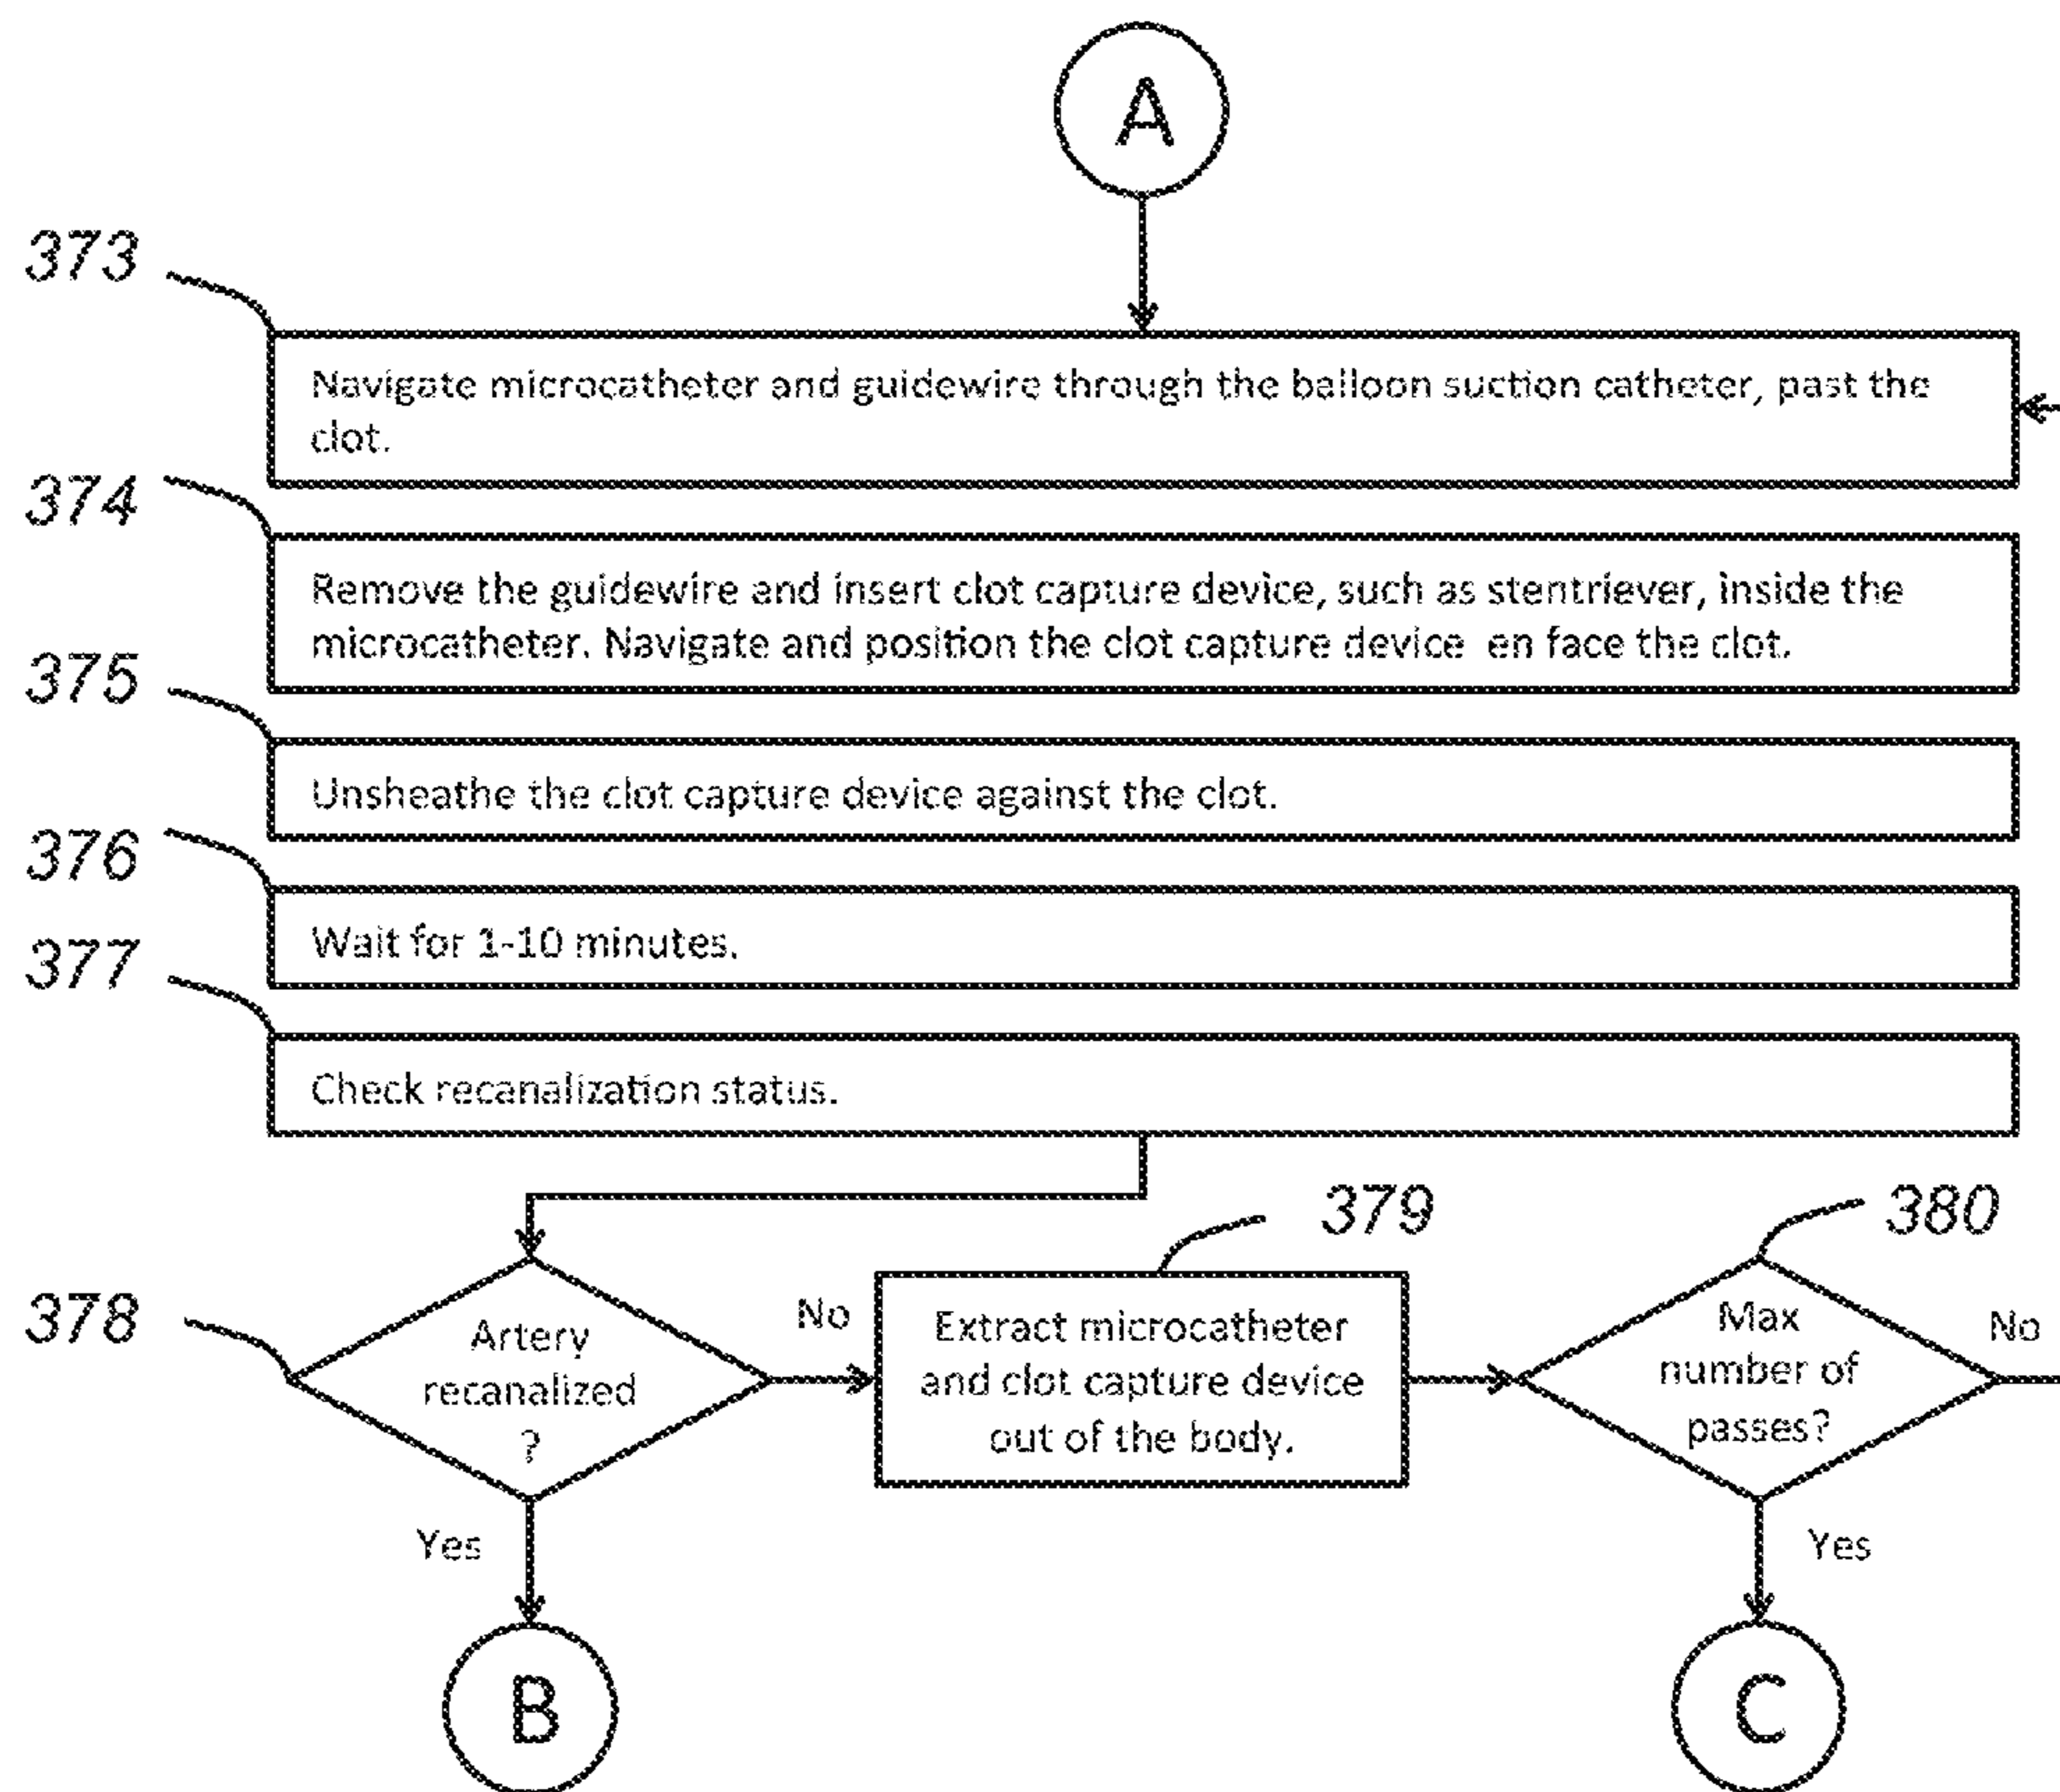 A
373
Navigate microcatheter and guidewire through the balloon suction catheter, past the
clot.
374
Remove the guidewire and insert clot capture device, such as stentriever, inside the
microcatheter. Navigate and position the clot capture device en face the clot.
375
Unsheathe the clot capture device against the clot.
376
Wait for 1-10 minutes.
377
Check recanalization status.
378
Artery
recanalized
?
No
Yes
379
Extract microcatheter
and clot capture device
out of the body.
380
Max
number of
passes?
No
Yes
B
C